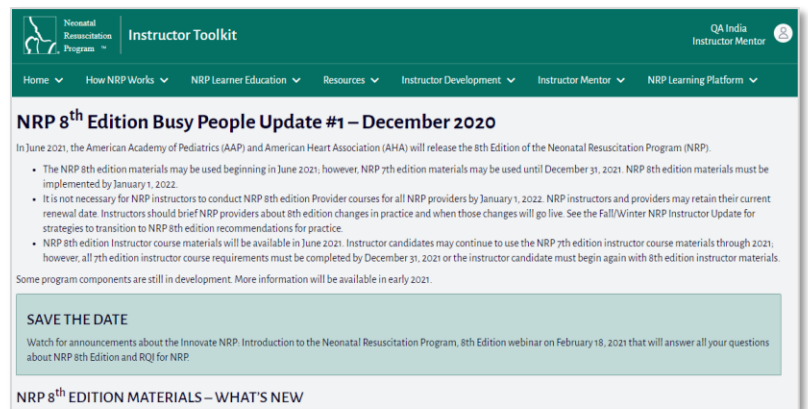 Neonatal
Resuscitation
Program ™
Instructor Toolkit
QA India
Instructor Mentor
Home
How NRP Works
NRP Learner Education
Resources
Instructor Development
Instructor Mentor
NRP Learning Platform
NRP 8th Edition Busy People Update #1 – December 2020
In June 2021, the American Academy of Pediatrics (AAP) and American Heart Association (AHA) will release the 8th Edition of the Neonatal Resuscitation Program (NRP).
• The NRP 8th edition materials may be used beginning in June 2021; however, NRP 7th edition materials may be used until December 31, 2021. NRP 8th edition materials must be
implemented by January 1, 2022.
• It is not necessary for NRP instructors to conduct NRP 8th edition Provider courses for all NRP providers by January 1, 2022. NRP instructors and providers may retain their current
renewal date. Instructors should brief NRP providers about 8th edition changes in practice and when those changes will go live. See the Fall/Winter NRP Instructor Update for
strategies to transition to NRP 8th edition recommendations for practice.
• NRP 8th edition Instructor course materials will be available in June 2021. Instructor candidates may continue to use the NRP 7th edition instructor course materials through 2021;
however, all 7th edition instructor course requirements must be completed by December 31, 2021 or the instructor candidate must begin again with 8th edition instructor materials.
Some program components are still in development. More information will be available in early 2021.
SAVE THE DATE
Watch for announcements about the Innovate NRP: Introduction to the Neonatal Resuscitation Program, 8th Edition webinar on February 18, 2021 that will answer all your questions
about NRP 8th Edition and RQI for NRP.
NRP 8th EDITION MATERIALS – WHAT'S NEW